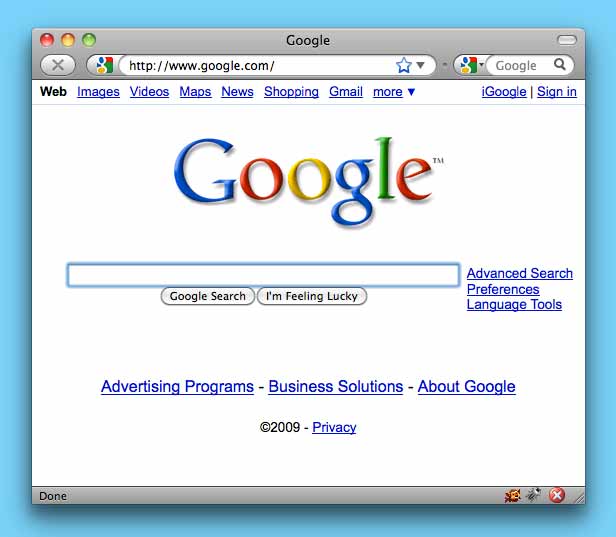 Google
http://www.google.com/ Google
Web Images Videos Maps News Shopping Gmail more ▼ iGoogle | Sign in
Google™
Advanced Search
Google Search I'm Feeling Lucky Preferences
Language Tools
Advertising Programs - Business Solutions - About Google
©2009 - Privacy
Done